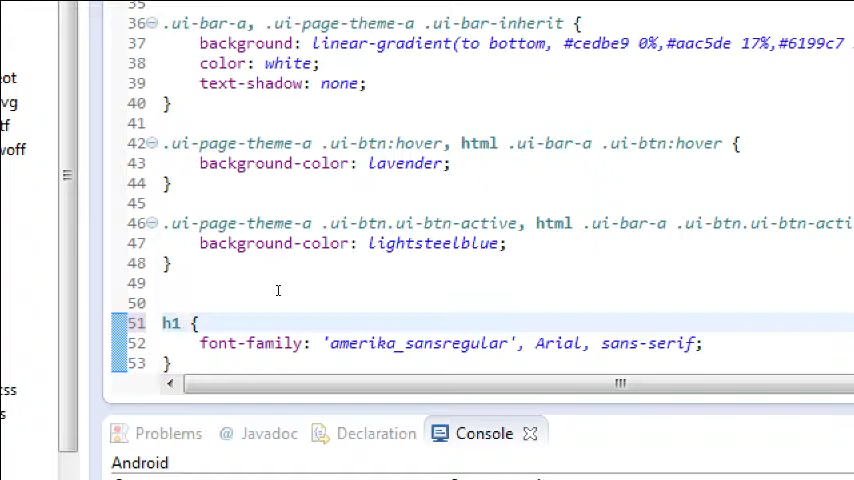 35
36 .ui-bar-a, .ui-page-theme-a .ui-bar-inherit {
37 background: linear-gradient(to bottom, #cedbe9 0%,#aac5de 17%,#6199c7
38 color: white;
39 text-shadow: none;
40 }
41
42 .ui-page-theme-a .ui-btn:hover, html .ui-bar-a .ui-btn:hover {
43 background-color: lavender;
44 }
45
46 .ui-page-theme-a .ui-btn.ui-btn-active, html .ui-bar-a .ui-btn.ui-btn-acti
47 background-color: lightsteelblue;
48 }
49
50
51 h1 {
52 font-family: 'amerika_sansregular', Arial, sans-serif;
53 }
eot
vg
tf
woff
ss
s
Problems @ Javadoc Declaration Console
Android